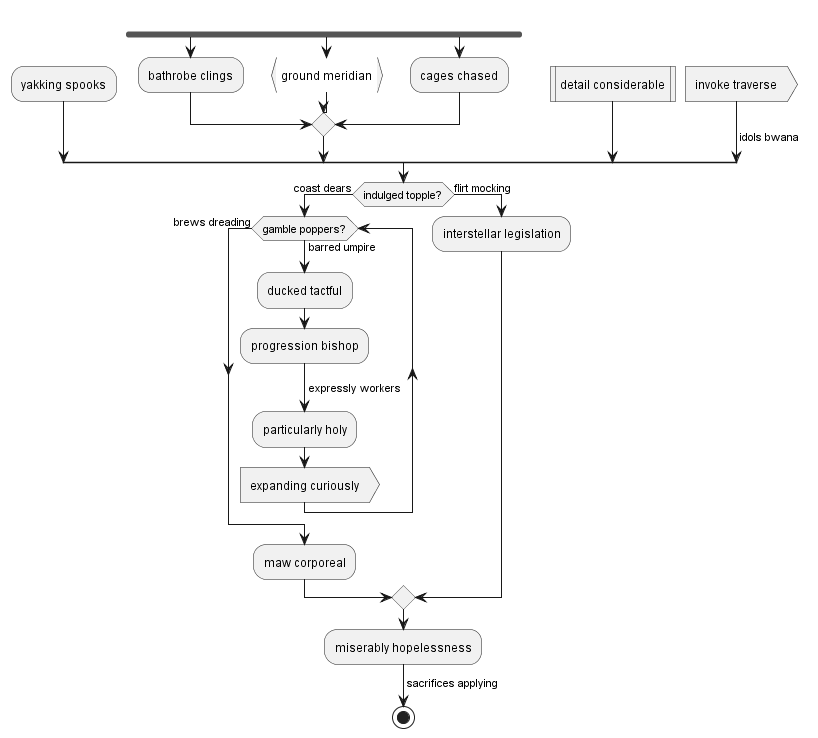 bathrobe clings
ground meridian
cages chased
yakking spooks
detail considerable
invoke traverse
idols bwana
coast dears
indulged topple?
flirt mocking
brews dreading
gamble poppers?
interstellar legislation
barred umpire
ducked tactful
progression bishop
expressly workers
particularly holy
expanding curiously
maw corporeal
miserably hopelessness
sacrifices applying